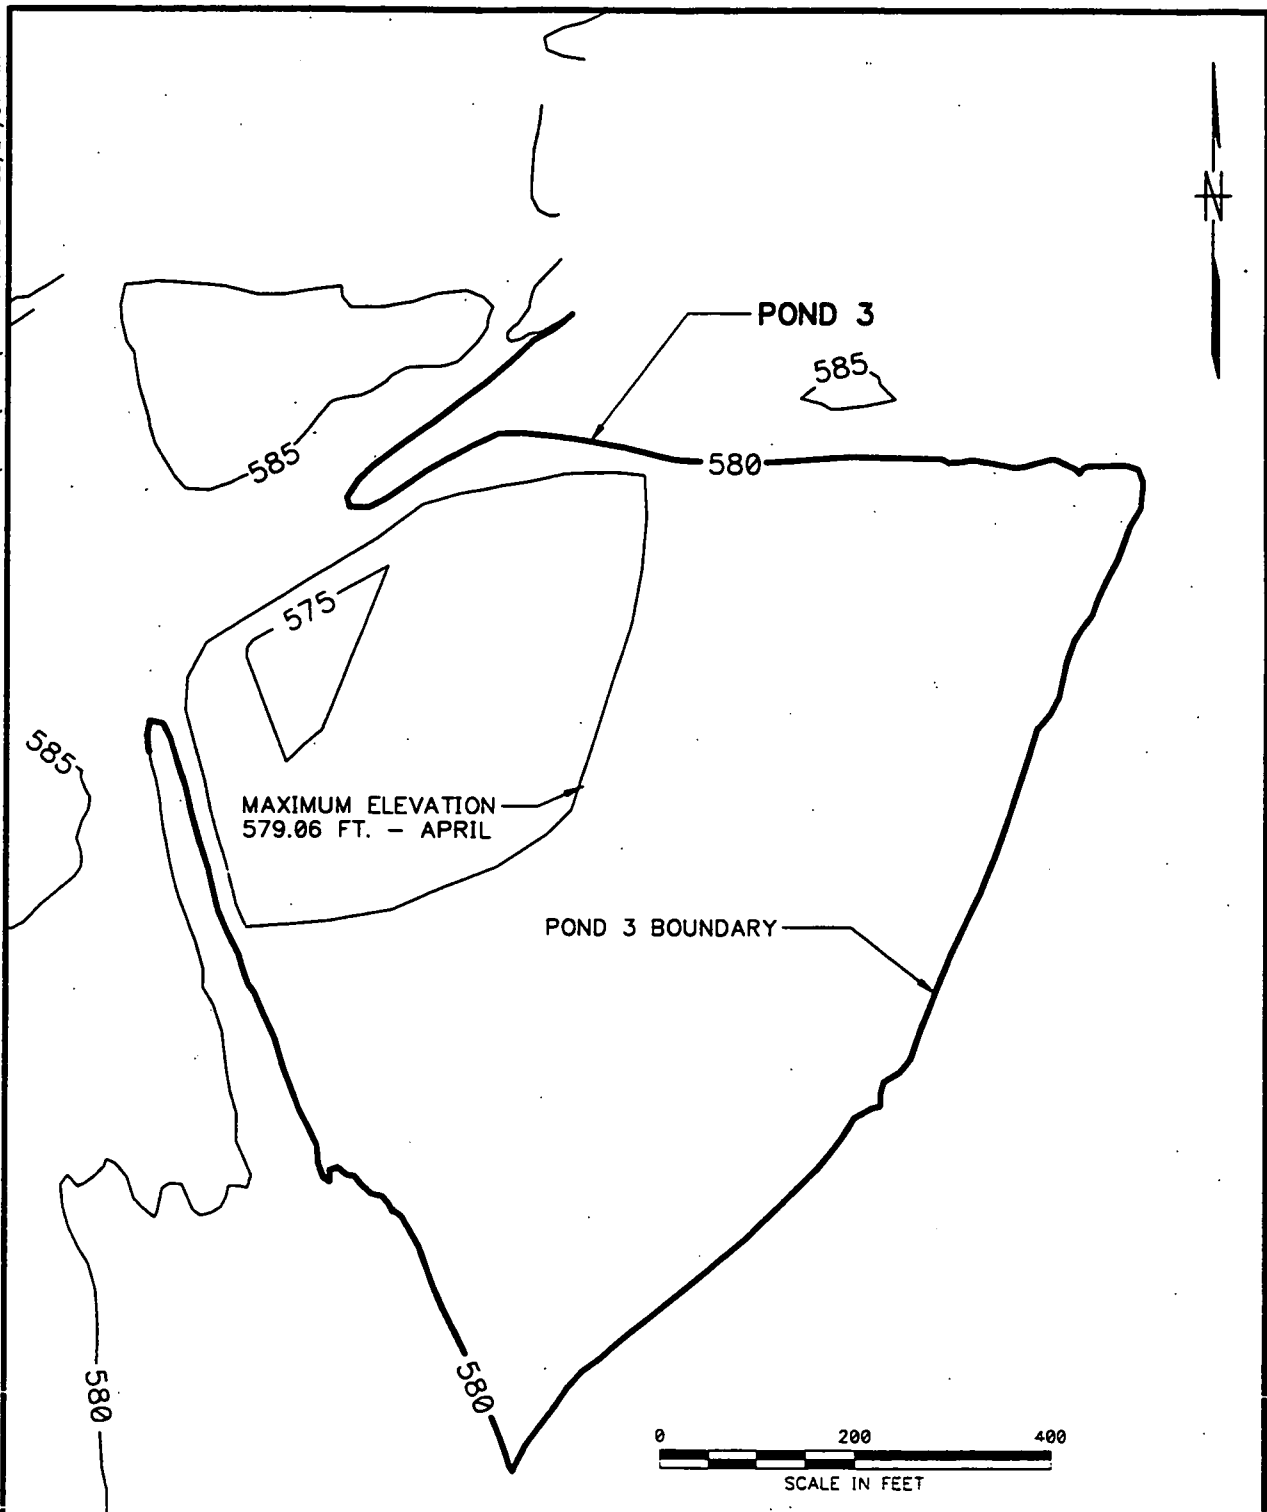 N
POND 3
585
585
580
575
585
MAXIMUM ELEVATION
579.06 FT. – APRIL
POND 3 BOUNDARY
580
580
0 200 400
SCALE IN FEET